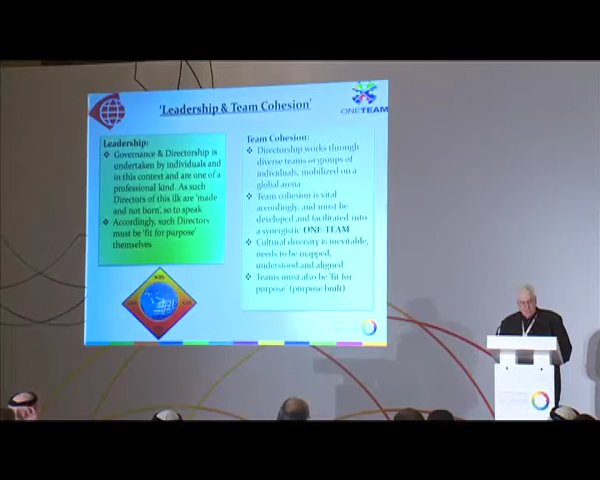 'Leadership & Team Cohesion'
ONETEAM
Leadership:
❖ Governance & Directorship is
undertaken by individuals and
in this context and are one of a
professional kind. As such
Directors of this ilk are 'made
and not born', so to speak
❖ Accordingly, such Directors
must be 'fit for purpose'
themselves
Team Cohesion:
❖ Directorship works through
diverse teams or groups of
individuals, mobilized on a
global arena
❖ Team cohesion is vital
accordingly, and must be
developed and facilitated into
a synergistic ONE-TEAM
❖ Cultural diversity is inevitable,
needs to be mapped,
understood and aligned
❖ Teams must also be 'fit for
purpose' (purpose built)